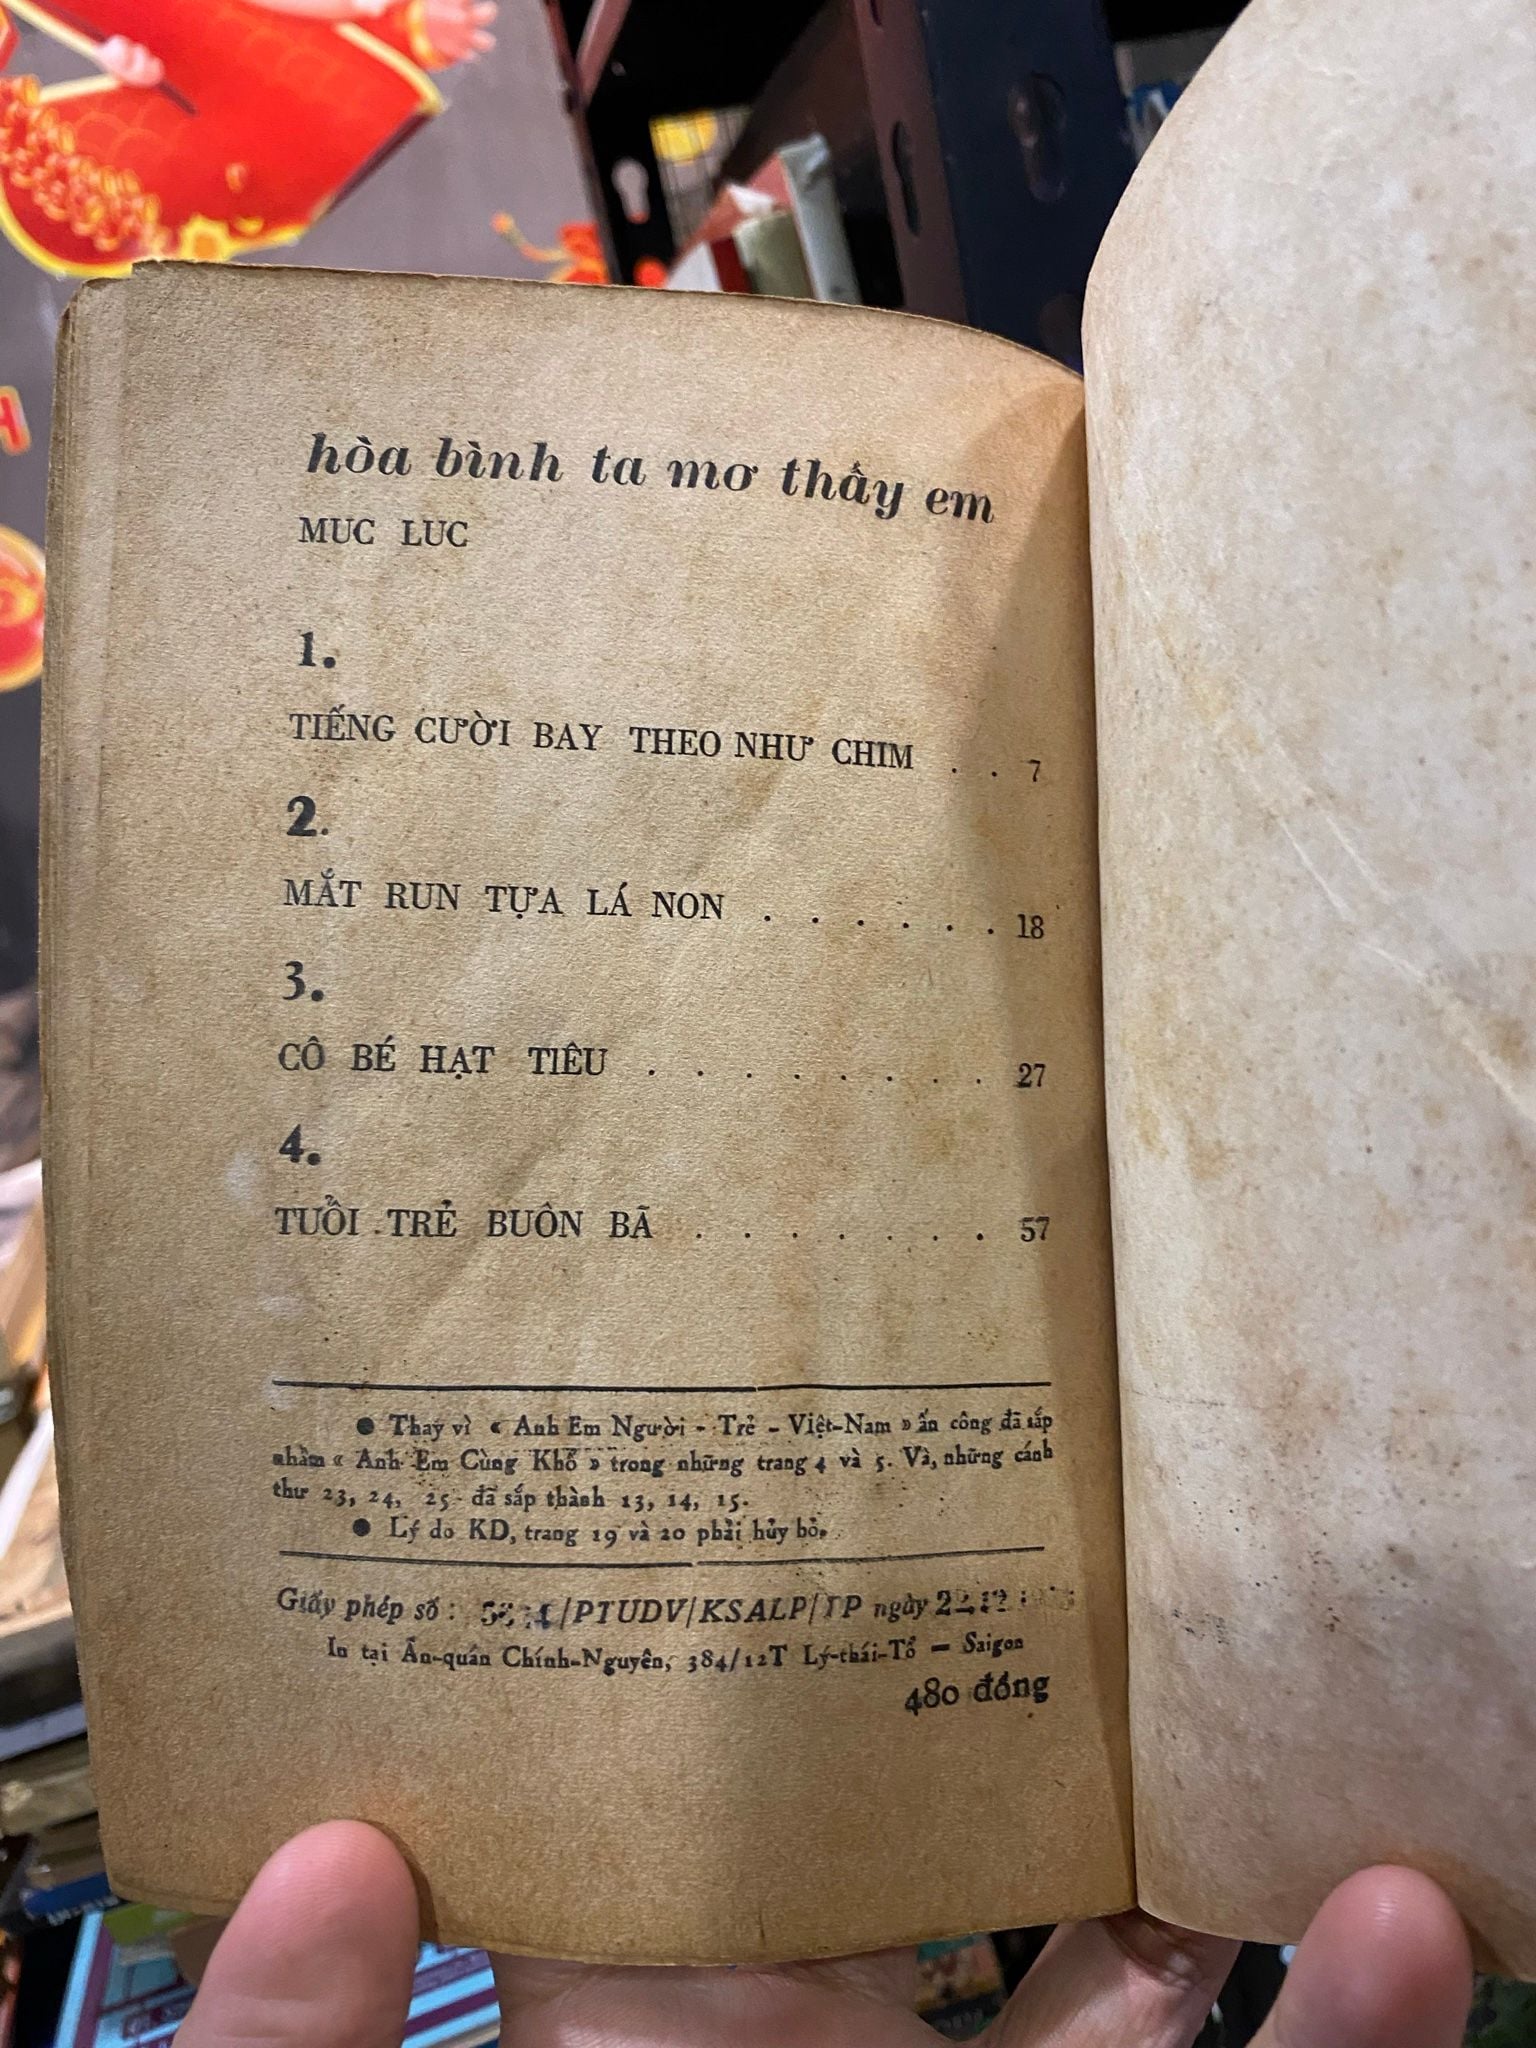 H
hòa bình ta mơ thấy em
MUC LUC
1.
TIẾNG CƯỜI BAY THEO NHƯ CHIM . . 7
2.
MẮT RUN TỰA LÁ NON . . . . . . 18
3.
CÔ BÉ HẠT TIÊU . . . . . . . . 27
4.
TUỔI TRẺ BUÔN BÃ . . . . . . . 57
● Thay vì « Anh Em Người - Trẻ - Việt-Nam » ấn công đã sắp
nhầm « Anh Em Cùng Khổ » trong những trang 4 và 5. Và, những cánh
thư 23, 24, 25 đã sắp thành 13, 14, 15.
● Lý do KD, trang 19 và 20 phải hủy bỏ.
Giấy phép số : /PTUDV/KSALP/TP ngày
In tại Ấn-quán Chính-Nguyên, 384/12T Lý-thái-Tổ — Saigon
480 đồng